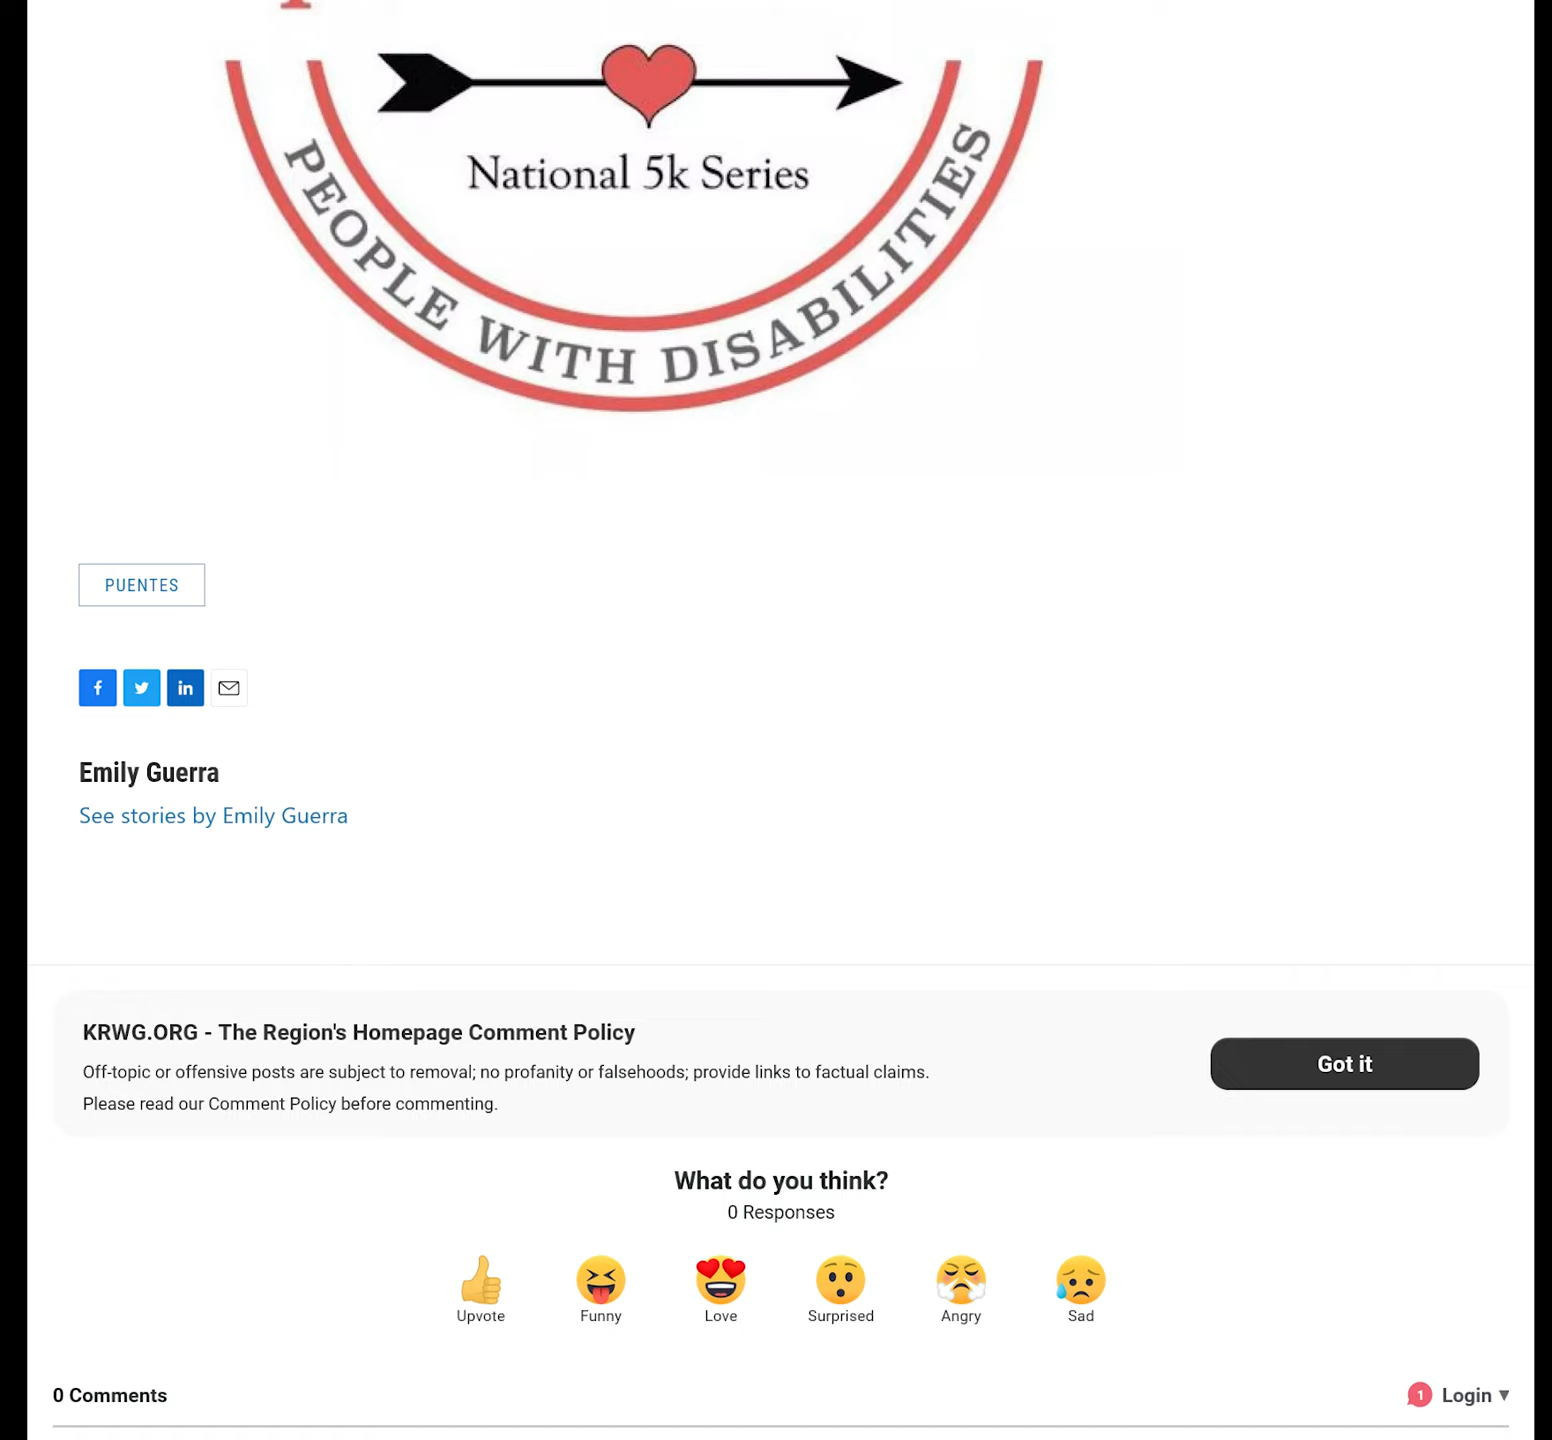 National 5k Series
PEOPLE WITH DISABILITIES
PUENTES
f
in
Emily Guerra
See stories by Emily Guerra
KRWG.ORG - The Region's Homepage Comment Policy
Off-topic or offensive posts are subject to removal; no profanity or falsehoods; provide links to factual claims.
Please read our Comment Policy before commenting.
Got it
What do you think?
0 Responses
Upvote
Funny
Love
Surprised
Angry
Sad
0 Comments
1
Login